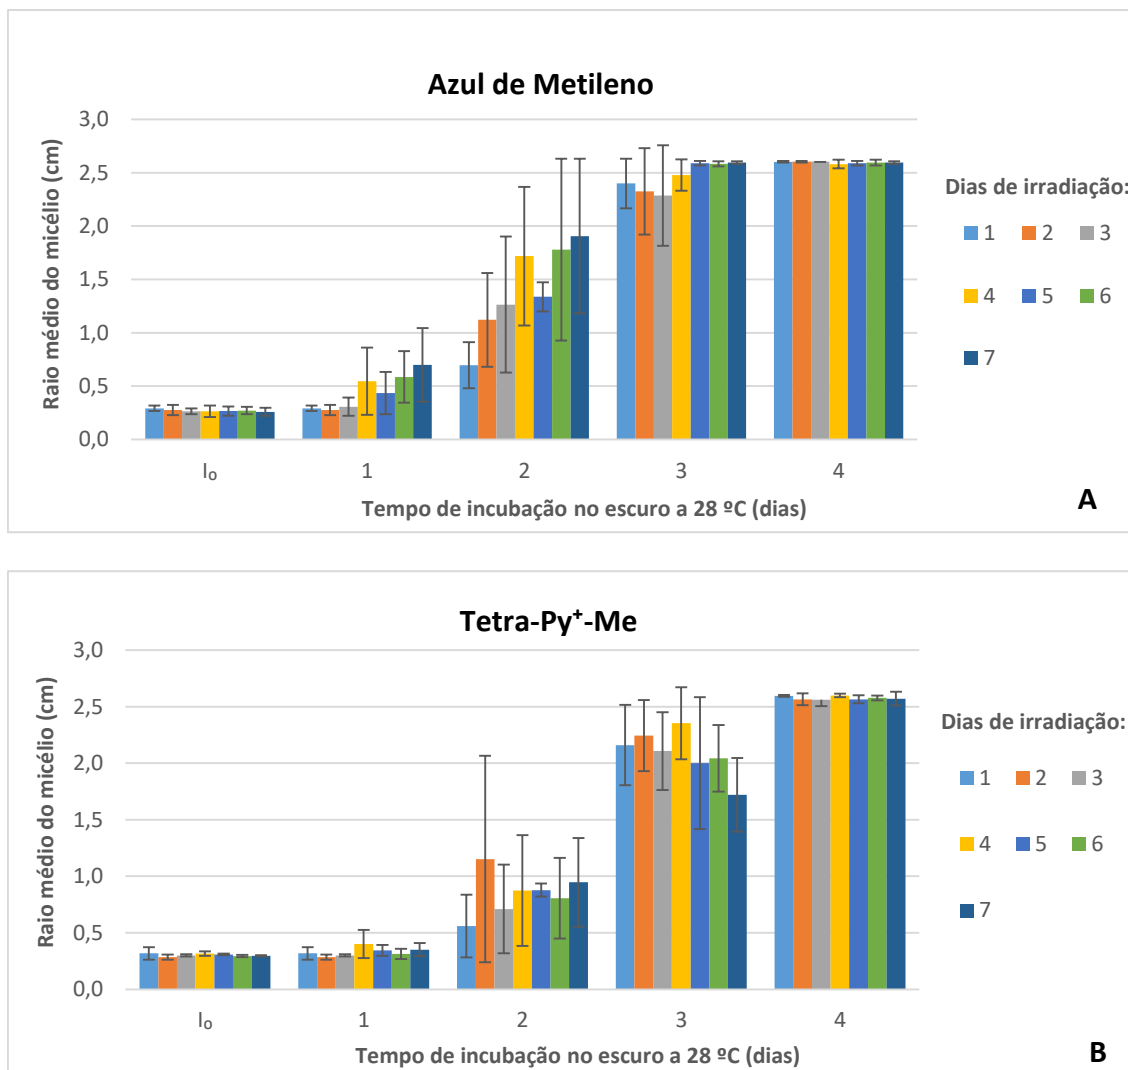 Azul de Metileno
3,0
2,5
2,0
1,5
1,0
0,5
0,0
Raio médio do micélio (cm)
I₀ 1 2 3 4
Tempo de incubação no escuro a 28 ºC (dias)
Dias de irradiação:
1 2 3
4 5 6
7
A
Tetra-Py⁺-Me
3,0
2,5
2,0
1,5
1,0
0,5
0,0
Raio médio do micélio (cm)
I₀ 1 2 3 4
Tempo de incubação no escuro a 28 ºC (dias)
Dias de irradiação:
1 2 3
4 5 6
7
B